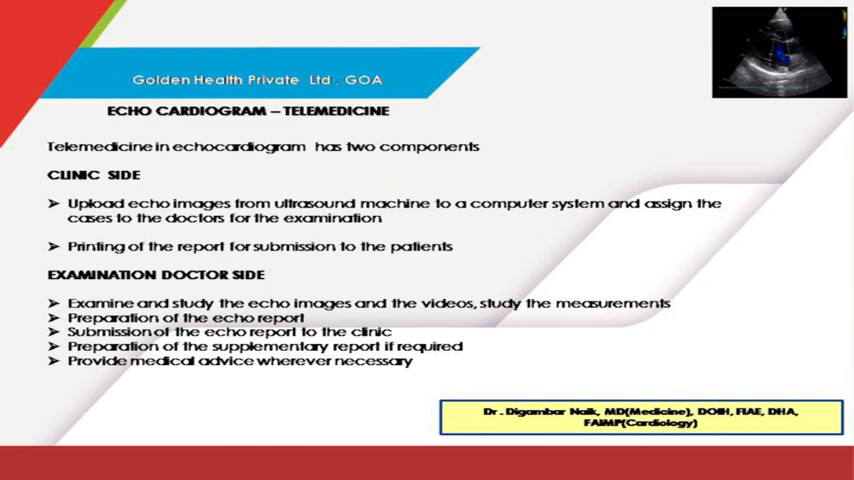 Golden Health Private Ltd , GOA
ECHO CARDIOGRAM – TELEMEDICINE
Telemedicine in echocardiogram has two components
CLINIC SIDE
➢ Upload echo images from ultrasound machine to a computer system and assign the
cases to the doctors for the examination
➢ Printing of the report for submission to the patients
EXAMINATION DOCTOR SIDE
➢ Examine and study the echo images and the videos, study the measurements
➢ Preparation of the echo report
➢ Submission of the echo report to the clinic
➢ Preparation of the supplementary report if required
➢ Provide medical advice wherever necessary
Dr . Digambar Naik, MD(Medicine), DOIH, FIAE, DHA,
FAIMP(Cardiology)